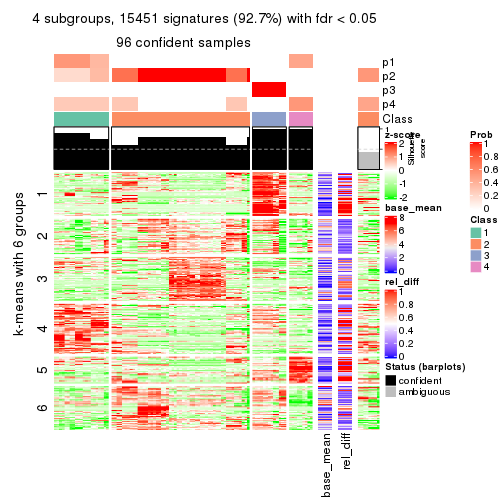 4 subgroups, 15451 signatures (92.7%) with fdr < 0.05
96 confident samples
p1
p2
p3
p4
Class
1
Silhouette
score
k-means with 6 groups
1
2
3
4
5
6
base_mean
rel_diff
z-score
2
1
0
-1
-2
base_mean
8
6
4
2
0
rel_diff
1
0.8
0.6
0.4
0.2
0
Status (barplots)
confident
ambiguous
Prob
1
0.8
0.6
0.4
0.2
0
Class
1
2
3
4